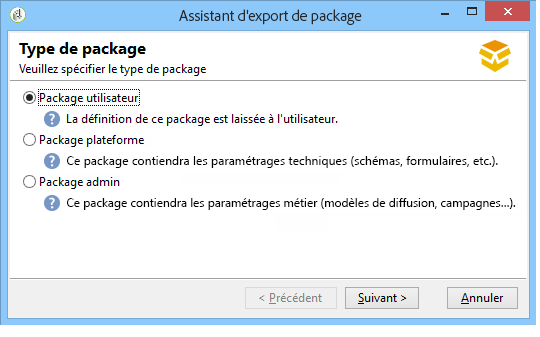 Assistant d'export de package
Type de package
Veuillez spécifier le type de package
Package utilisateur
La définition de ce package est laissée à l'utilisateur.
Package plateforme
Ce package contiendra les paramétrages techniques (schémas, formulaires, etc.).
Package admin
Ce package contiendra les paramétrages métier (modèles de diffusion, campagnes...).
< Précédent
Suivant >
Annuler